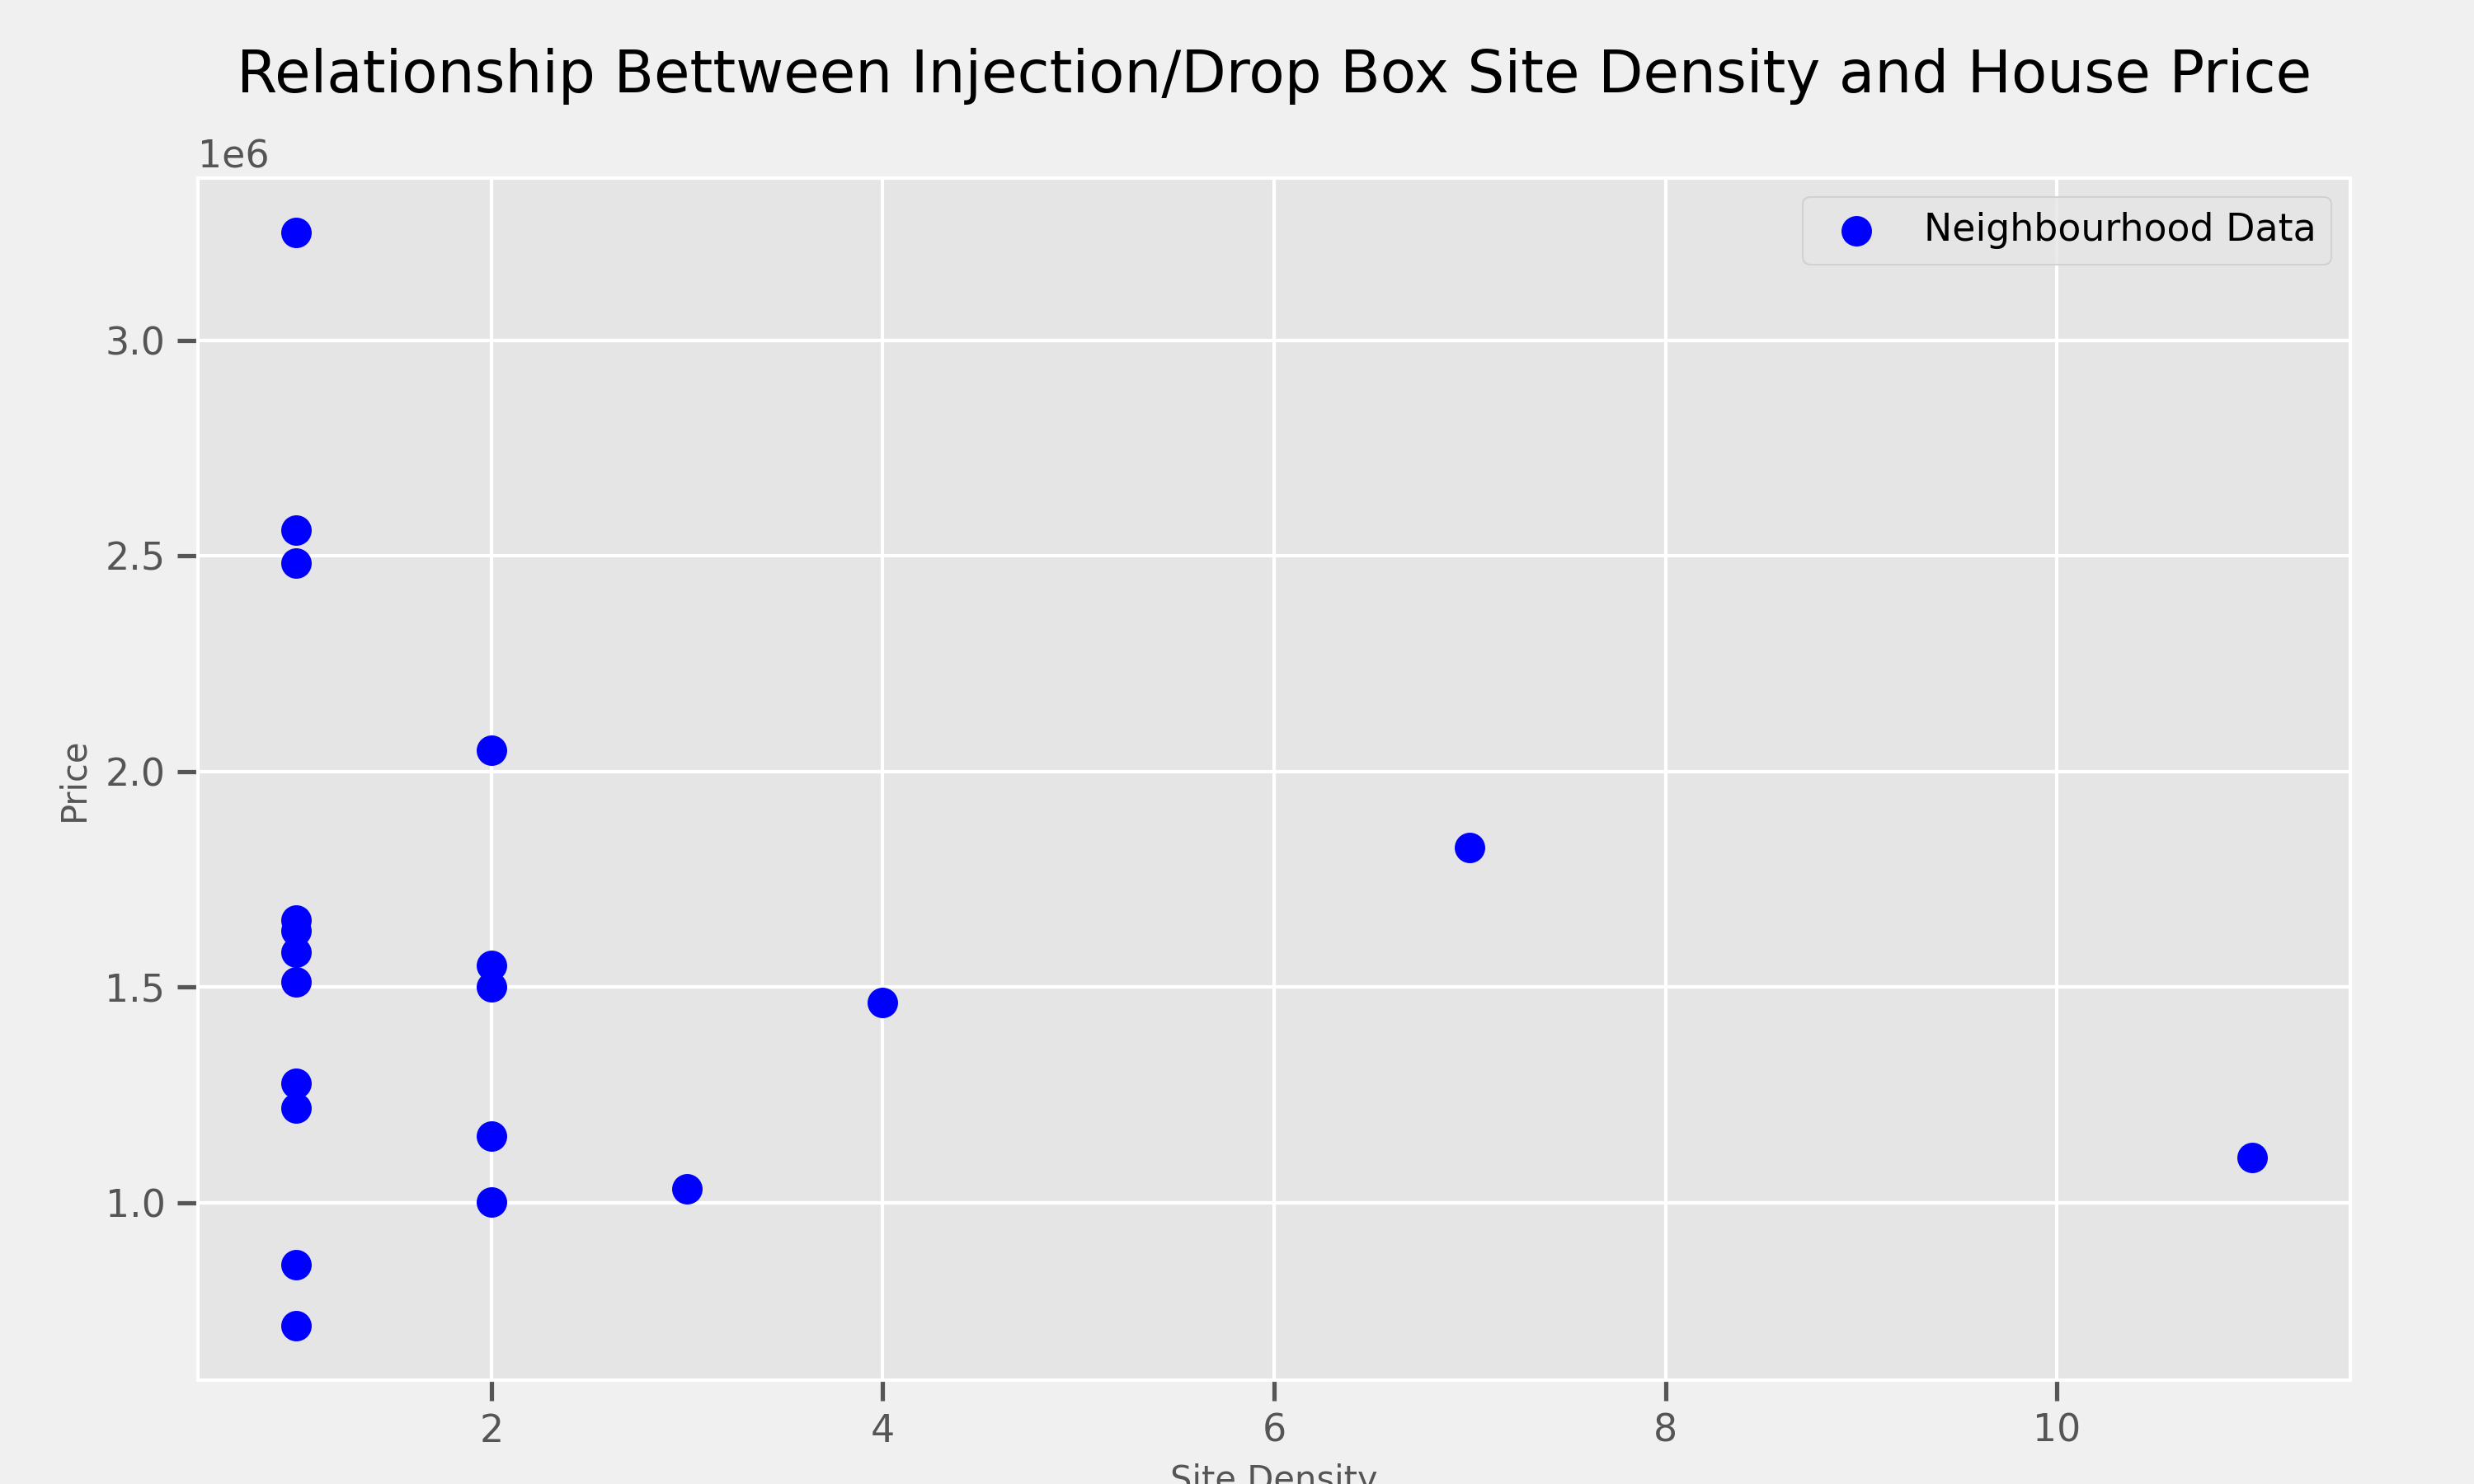 Relationship Between Injection/Drop Box Site Density and House Price
1e6
Neighbourhood Data
3.0
2.5
2.0
1.5
1.0
Price
2 4 6 8 10
Site Density